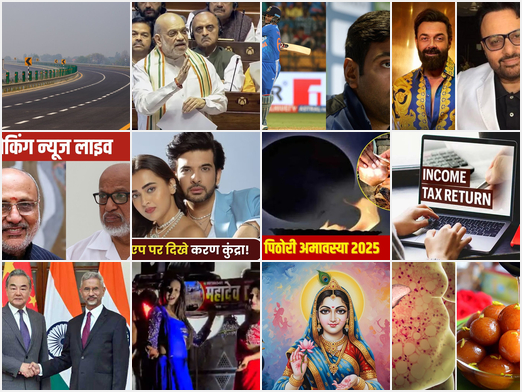 किंग न्यूज लाइव
INCOME
TAX RETURN
एप पर दिखे करण कुंद्रा!
पिठोरी अमावस्या 2025
महादेव